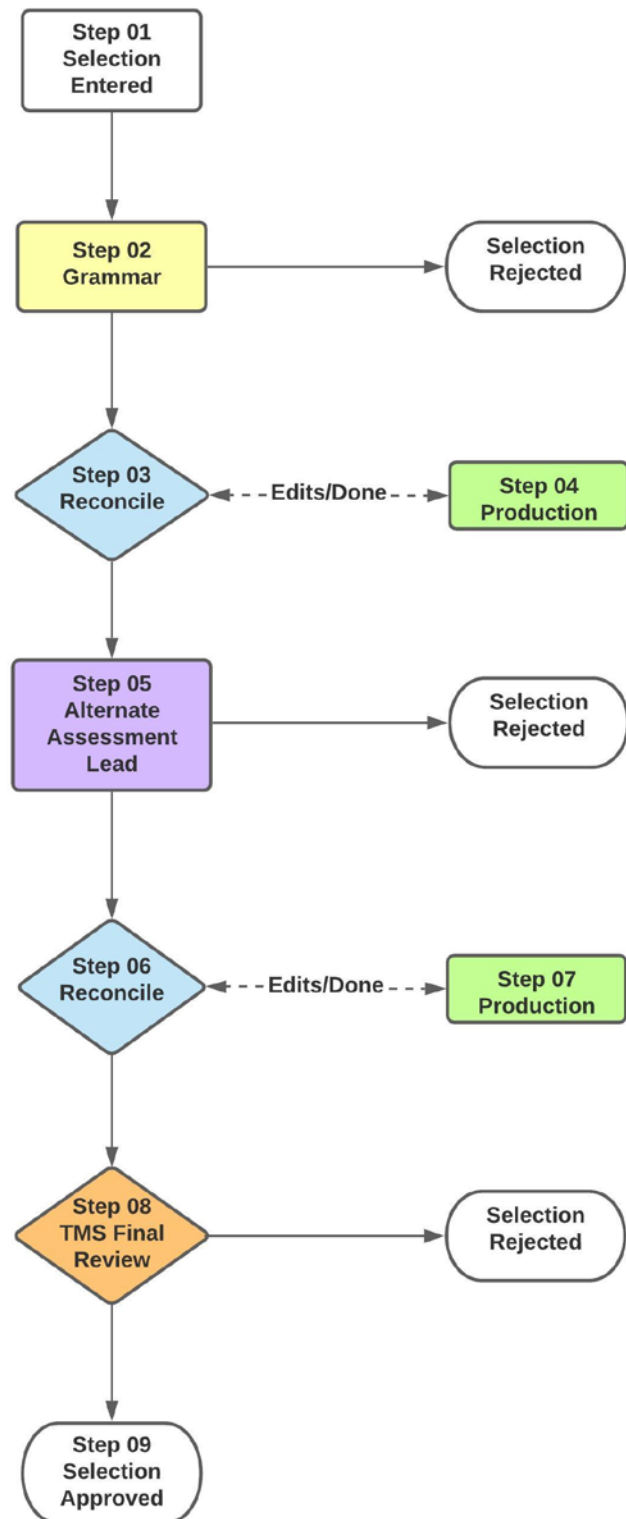 Step 01
Selection
Entered
Step 02
Grammar
Selection
Rejected
Step 03
Reconcile
Edits/Done
Step 04
Production
Step 05
Alternate
Assessment
Lead
Selection
Rejected
Step 06
Reconcile
Edits/Done
Step 07
Production
Step 08
TMS Final
Review
Selection
Rejected
Step 09
Selection
Approved